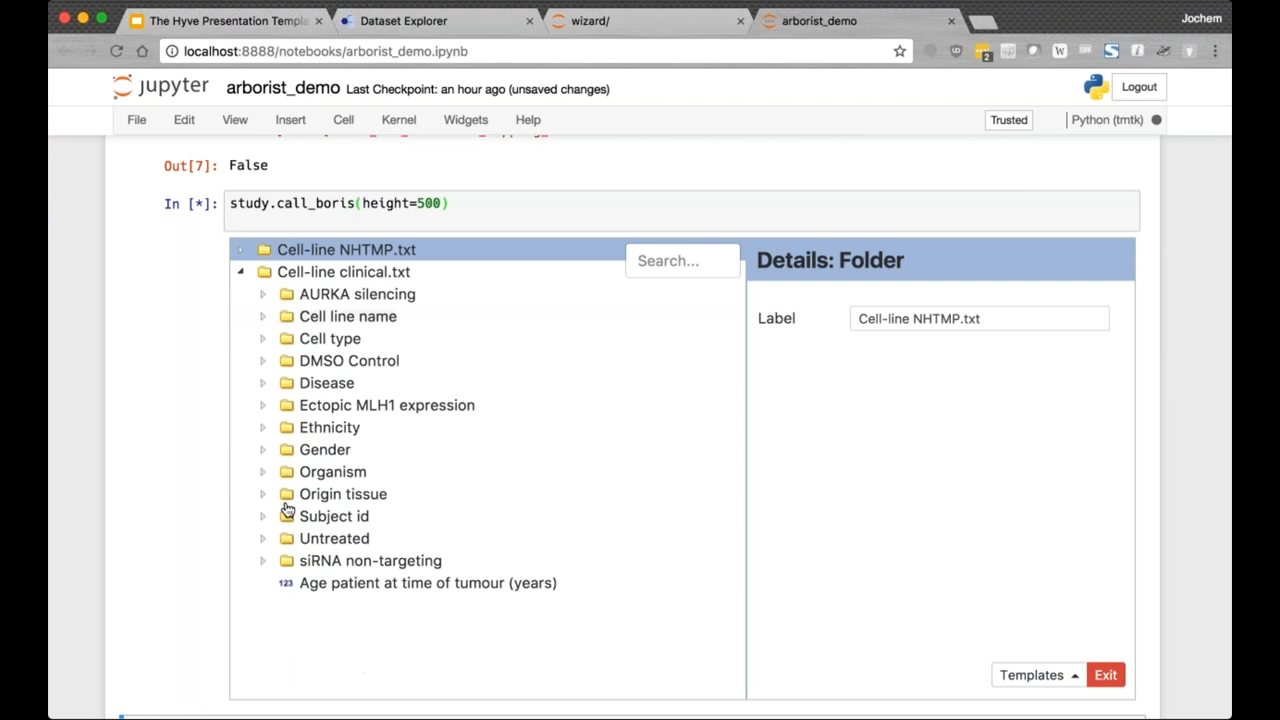 The Hyve Presentation Templa
Dataset Explorer
wizard/
arborist_demo
Jochem
localhost:8888/notebooks/arborist_demo.ipynb
2
jupyter arborist_demo Last Checkpoint: an hour ago (unsaved changes)
Logout
File Edit View Insert Cell Kernel Widgets Help
Trusted
Python (tmtk)
Out[7]: False
In [*]: study.call_boris(height=500)
Cell-line NHTMP.txt
Search...
Details: Folder
Cell-line clinical.txt
AURKA silencing
Label Cell-line NHTMP.txt
Cell line name
Cell type
DMSO Control
Disease
Ectopic MLH1 expression
Ethnicity
Gender
Organism
Origin tissue
Subject id
Untreated
siRNA non-targeting
123 Age patient at time of tumour (years)
Templates
Exit